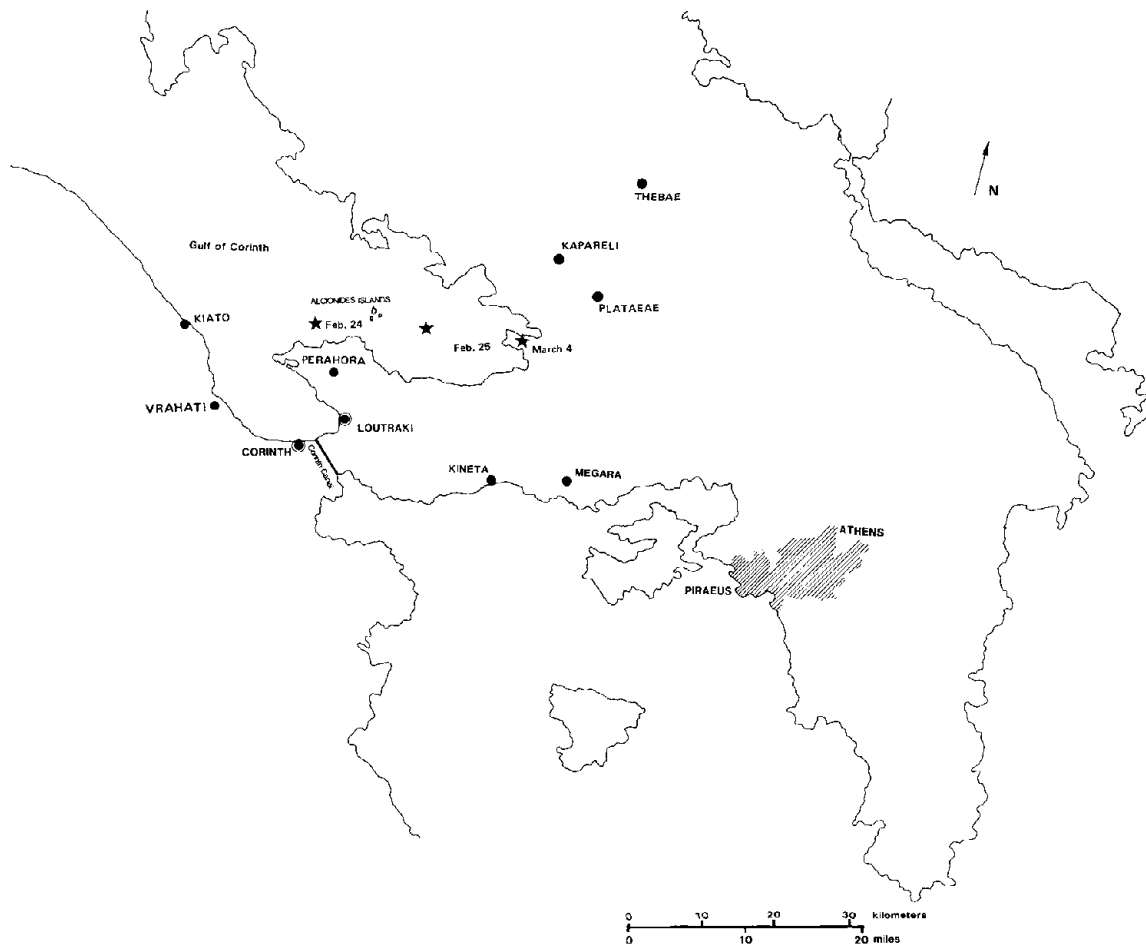 N
THEBAE
Gulf of Corinth
KAPARELI
ALCIONIDES ISLANDS
PLATAEAE
KIATO
Feb. 24
Feb. 25
March 4
PERAHORA
VRAHATI
LOUTRAKI
CORINTH
Corinth Canal
KINETA
MEGARA
ATHENS
PIRAEUS
0 10 20 30 kilometers
0 10 20 miles